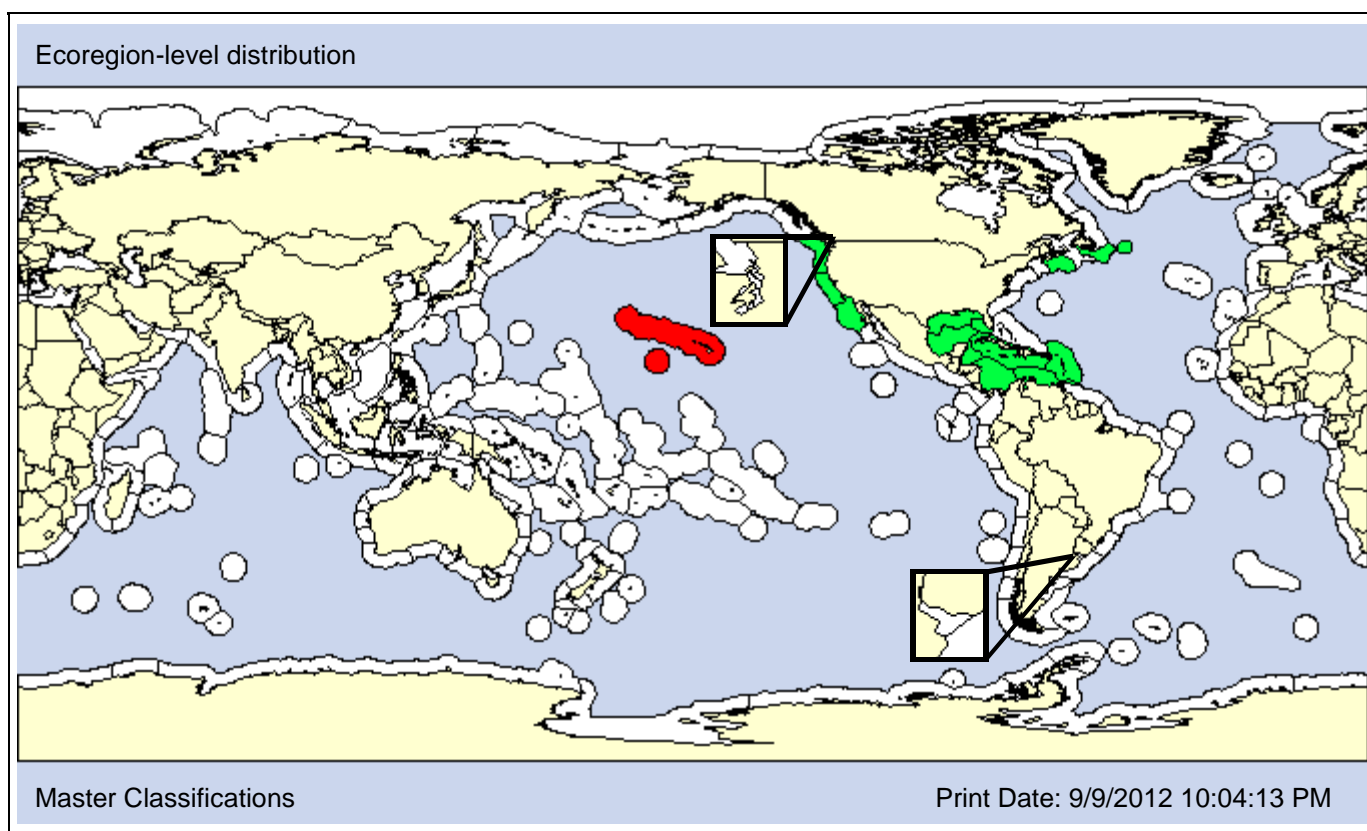 Ecoregion-level distribution
Master Classifications
Print Date: 9/9/2012 10:04:13 PM